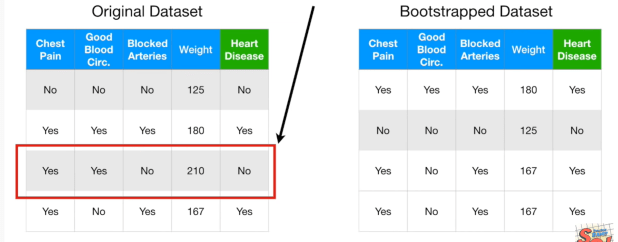 Original Dataset
Chest Pain Good Blood Circ. Blocked Arteries Weight Heart Disease
No No No 125 No
Yes Yes Yes 180 Yes
Yes Yes No 210 No
Yes No Yes 167 Yes
Bootstrapped Dataset
Chest Pain Good Blood Circ. Blocked Arteries Weight Heart Disease
Yes Yes Yes 180 Yes
No No No 125 No
Yes No Yes 167 Yes
Yes No Yes 167 Yes